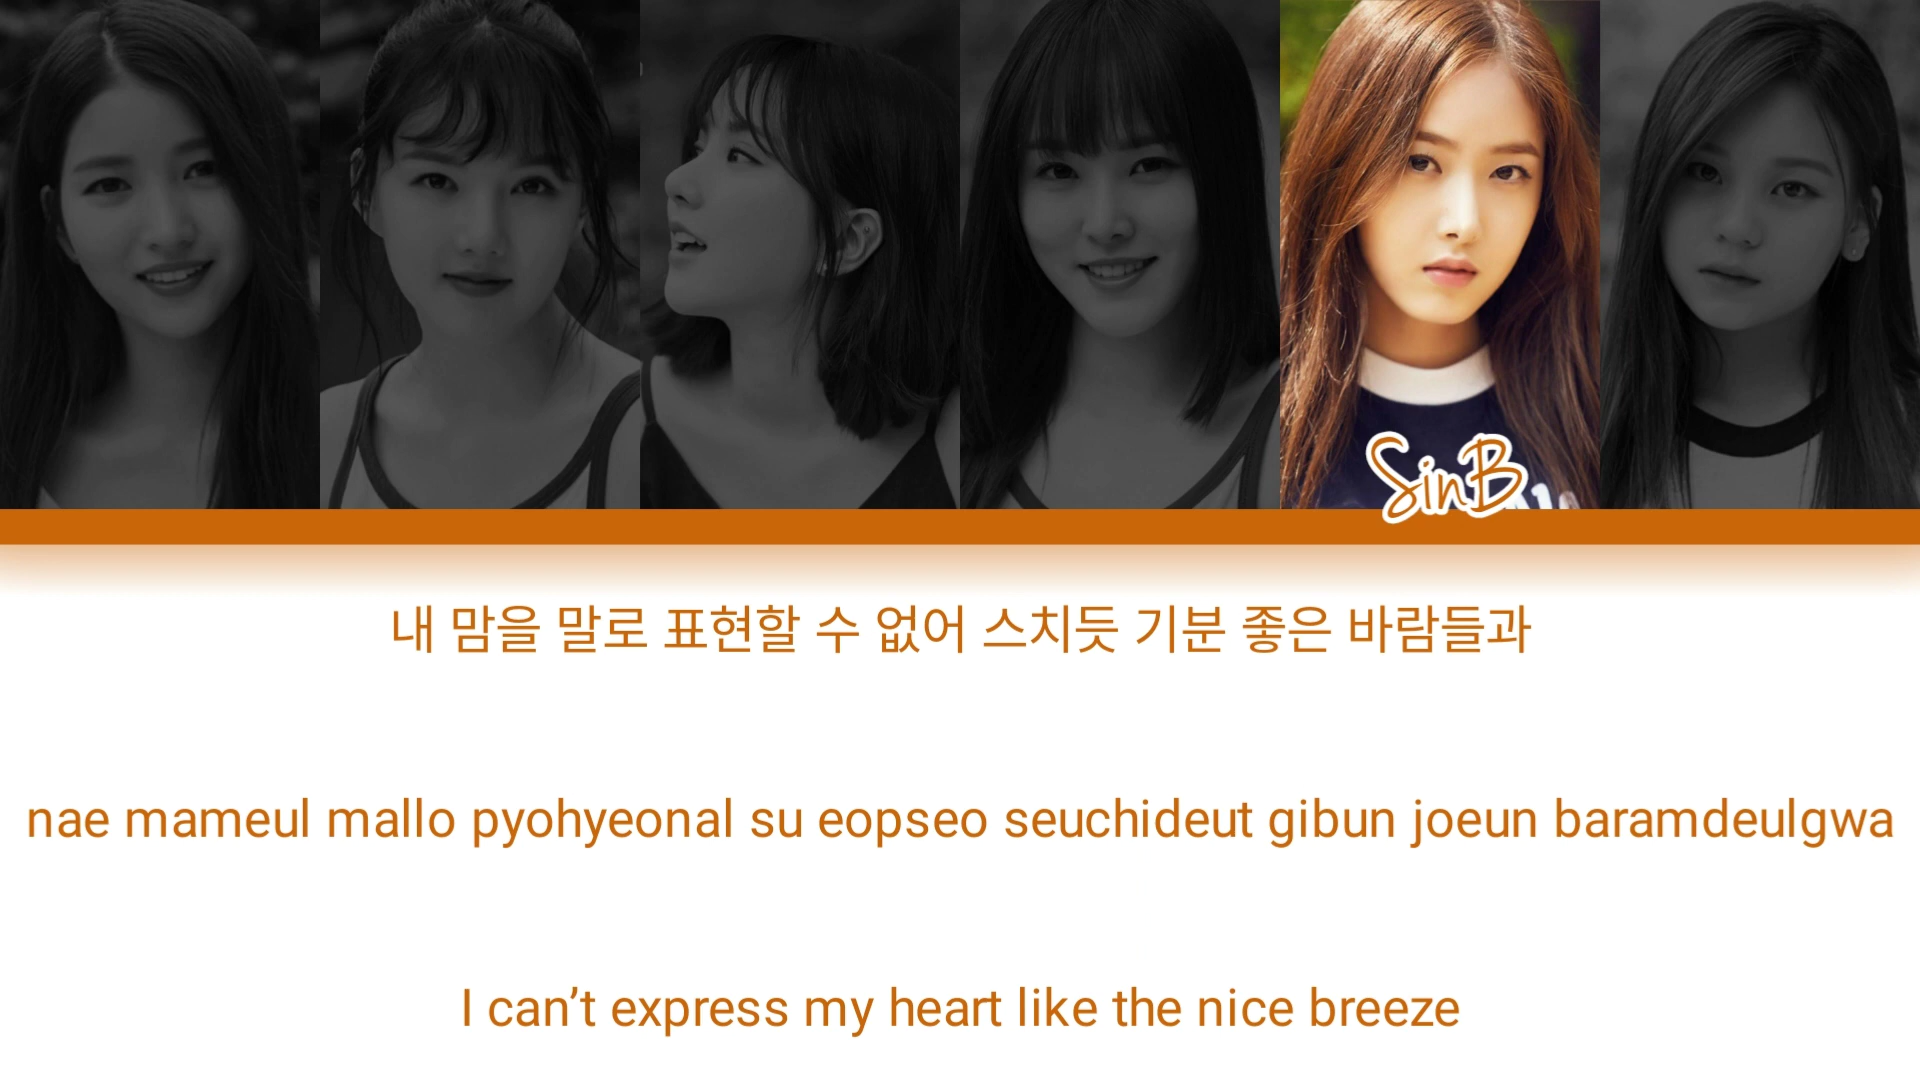 SinB
내 맘을 말로 표현할 수 없어 스치듯 기분 좋은 바람들과
nae mameul mallo pyohyeonal su eopseo seuchideut gibun joeun baramdeulgwa
I can’t express my heart like the nice breeze